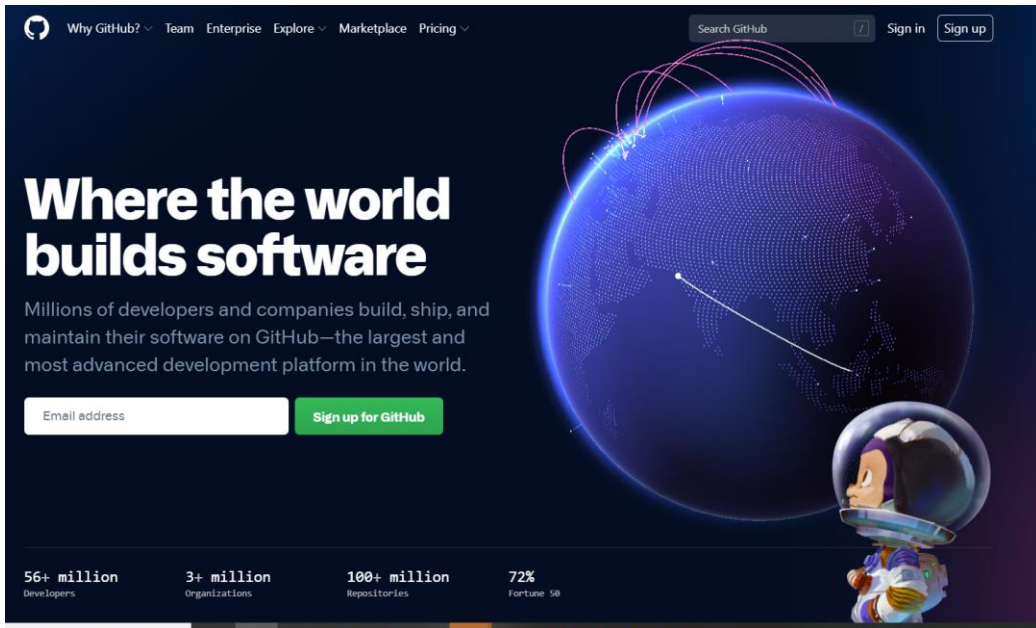 Why GitHub? Team Enterprise Explore Marketplace Pricing Search GitHub / Sign in Sign up
Where the world
builds software
Millions of developers and companies build, ship, and
maintain their software on GitHub—the largest and
most advanced development platform in the world.
Email address Sign up for GitHub
56+ million 3+ million 100+ million 72%
Developers Organizations Repositories Fortune 50